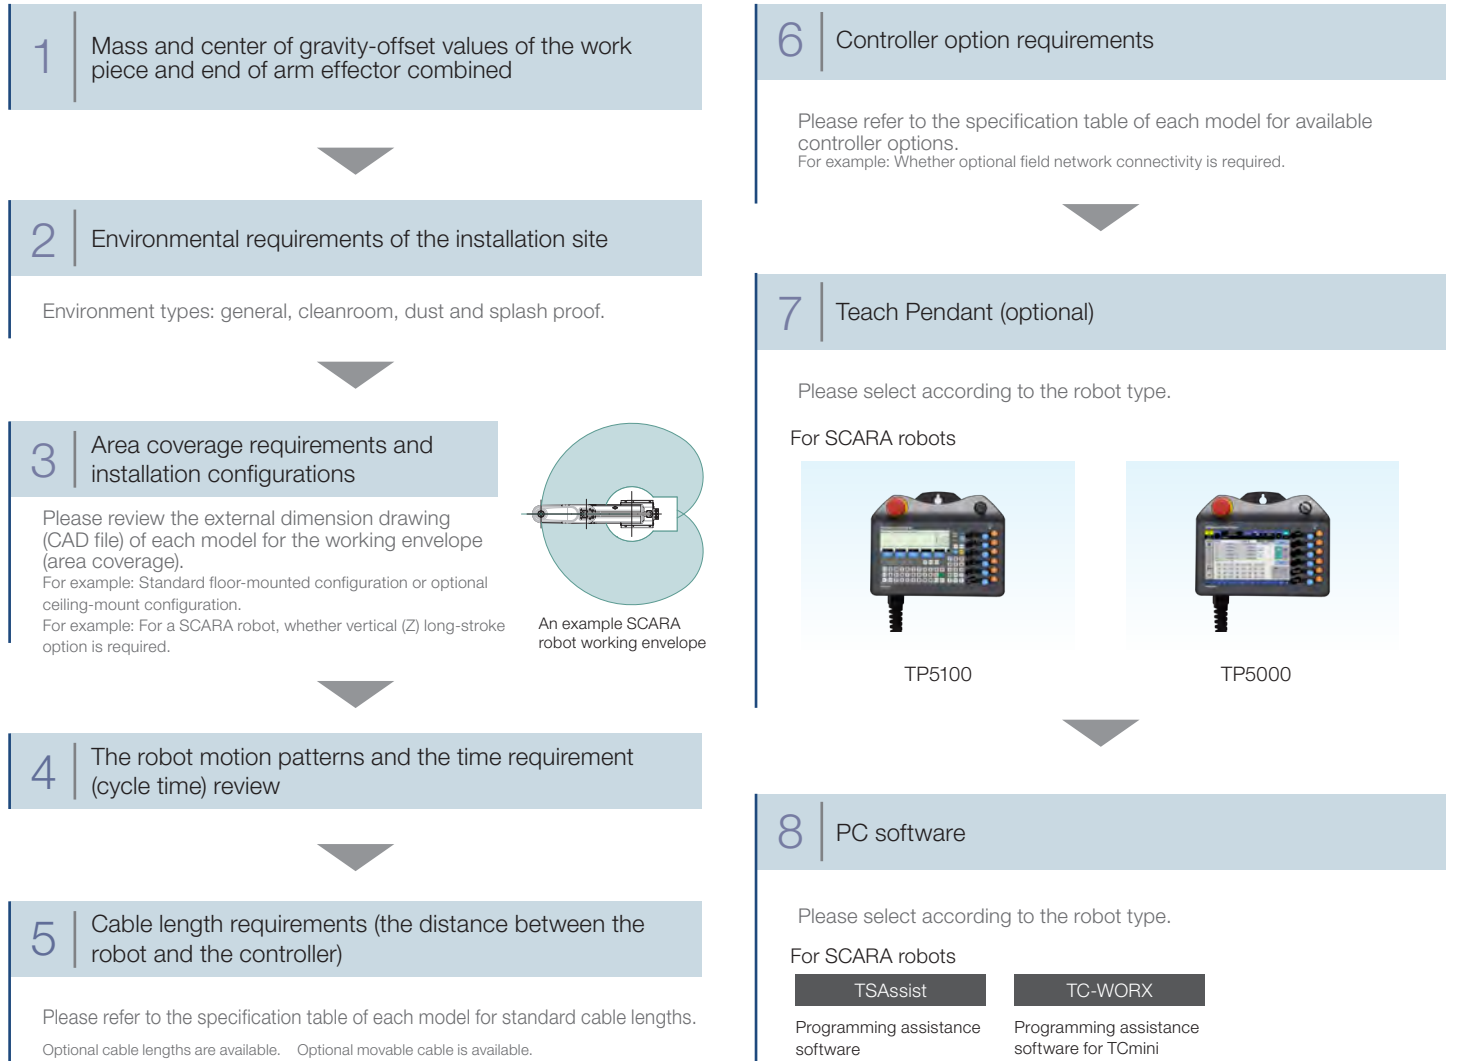 1
Mass and center of gravity-offset values of the work
piece and end of arm effector combined
2
Environmental requirements of the installation site
Environment types: general, cleanroom, dust and splash proof.
3
Area coverage requirements and
installation configurations
Please review the external dimension drawing
(CAD file) of each model for the working envelope
(area coverage).
For example: Standard floor-mounted configuration or optional
ceiling-mount configuration.
For example: For a SCARA robot, whether vertical (Z) long-stroke
option is required.
An example SCARA
robot working envelope
4
The robot motion patterns and the time requirement
(cycle time) review
5
Cable length requirements (the distance between the
robot and the controller)
Please refer to the specification table of each model for standard cable lengths.
Optional cable lengths are available. Optional movable cable is available.
6
Controller option requirements
Please refer to the specification table of each model for available
controller options.
For example: Whether optional field network connectivity is required.
7
Teach Pendant (optional)
Please select according to the robot type.
For SCARA robots
TP5100
TP5000
8
PC software
Please select according to the robot type.
For SCARA robots
TSAssist
Programming assistance
software
TC-WORX
Programming assistance
software for TCmini